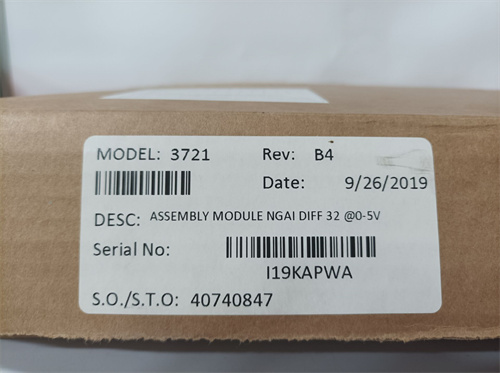 MODEL: 3721 Rev: B4
Date: 9/26/2019
DESC: ASSEMBLY MODULE NGAI DIFF 32 @0-5V
Serial No:
I19KAPWA
S.O./S.T.O: 40740847